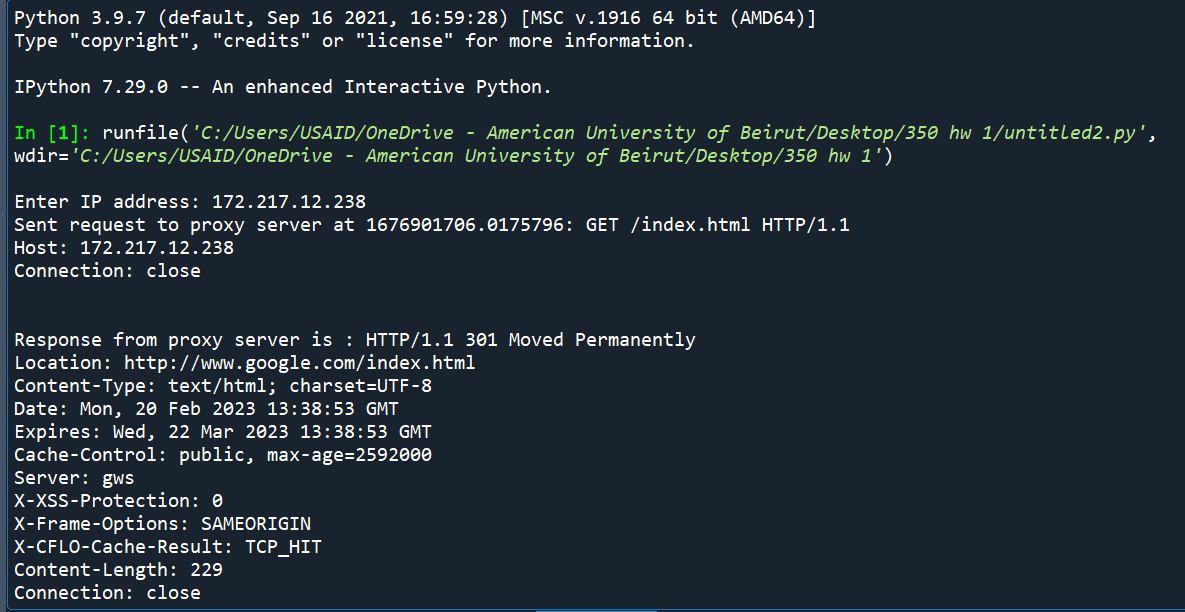 Python 3.9.7 (default, Sep 16 2021, 16:59:28) [MSC v.1916 64 bit (AMD64)]
Type "copyright", "credits" or "license" for more information.
IPython 7.29.0 -- An enhanced Interactive Python.
In [1]: runfile('C:/Users/USAID/OneDrive - American University of Beirut/Desktop/350 hw 1/untitled2.py',
wdir='C:/Users/USAID/OneDrive - American University of Beirut/Desktop/350 hw 1')
Enter IP address: 172.217.12.238
Sent request to proxy server at 1676901706.0175796: GET /index.html HTTP/1.1
Host: 172.217.12.238
Connection: close
Response from proxy server is : HTTP/1.1 301 Moved Permanently
Location: http://www.google.com/index.html
Content-Type: text/html; charset=UTF-8
Date: Mon, 20 Feb 2023 13:38:53 GMT
Expires: Wed, 22 Mar 2023 13:38:53 GMT
Cache-Control: public, max-age=2592000
Server: gws
X-XSS-Protection: 0
X-Frame-Options: SAMEORIGIN
X-CFLO-Cache-Result: TCP_HIT
Content-Length: 229
Connection: close